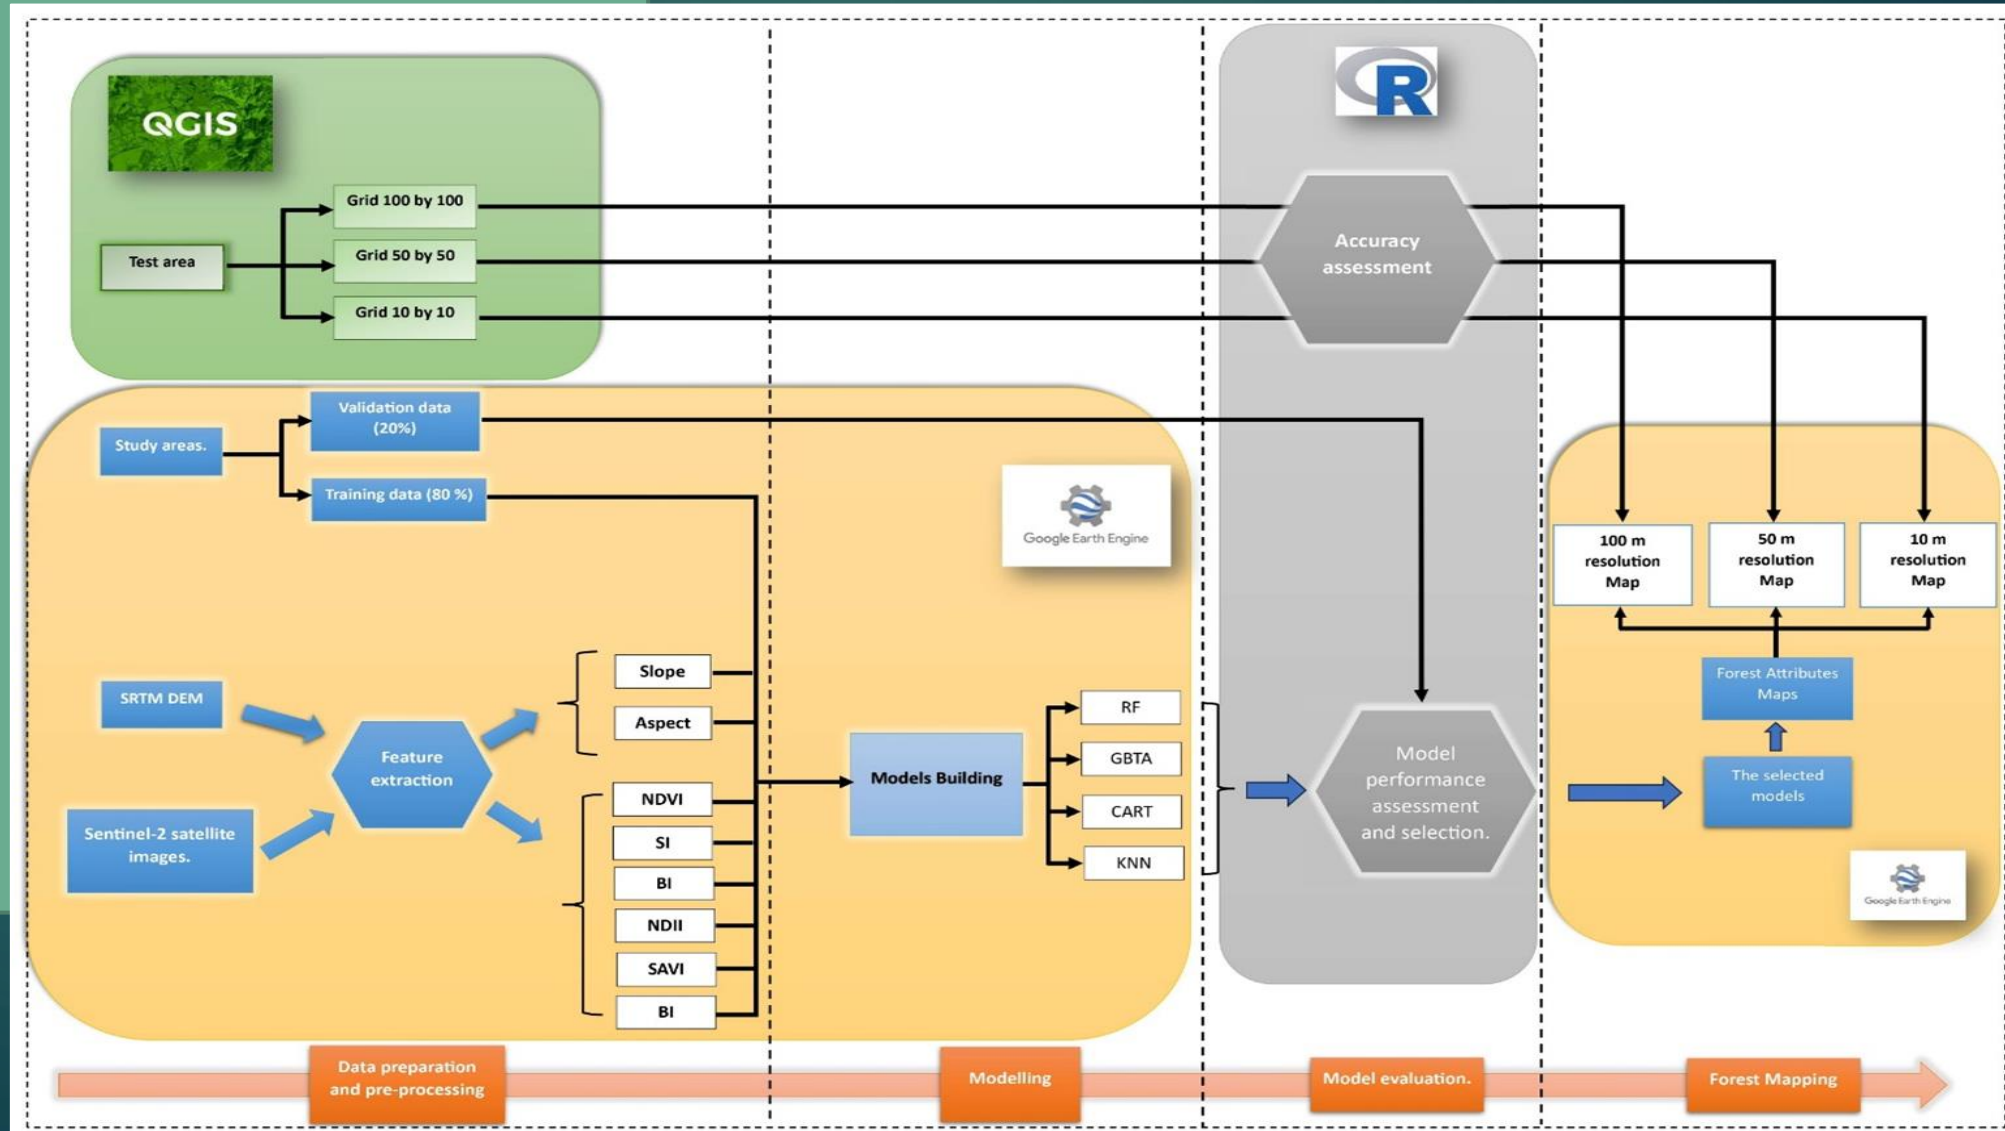 QGIS
R
Grid 100 by 100
Test area
Grid 50 by 50
Grid 10 by 10
Accuracy
assessment
Study areas.
Validation data
(20%)
Training data (80 %)
Google Earth Engine
100 m
resolution
Map
50 m
resolution
Map
10 m
resolution
Map
SRTM DEM
Sentinel-2 satellite
images.
Feature
extraction
Slope
Aspect
NDVI
SI
BI
NDII
SAVI
BI
Models Building
RF
GBTA
CART
KNN
Model
performance
assessment
and selection.
Forest Attributes
Maps
The selected
models
Google Earth Engine
Data preparation
and pre-processing
Modelling
Model evaluation.
Forest Mapping